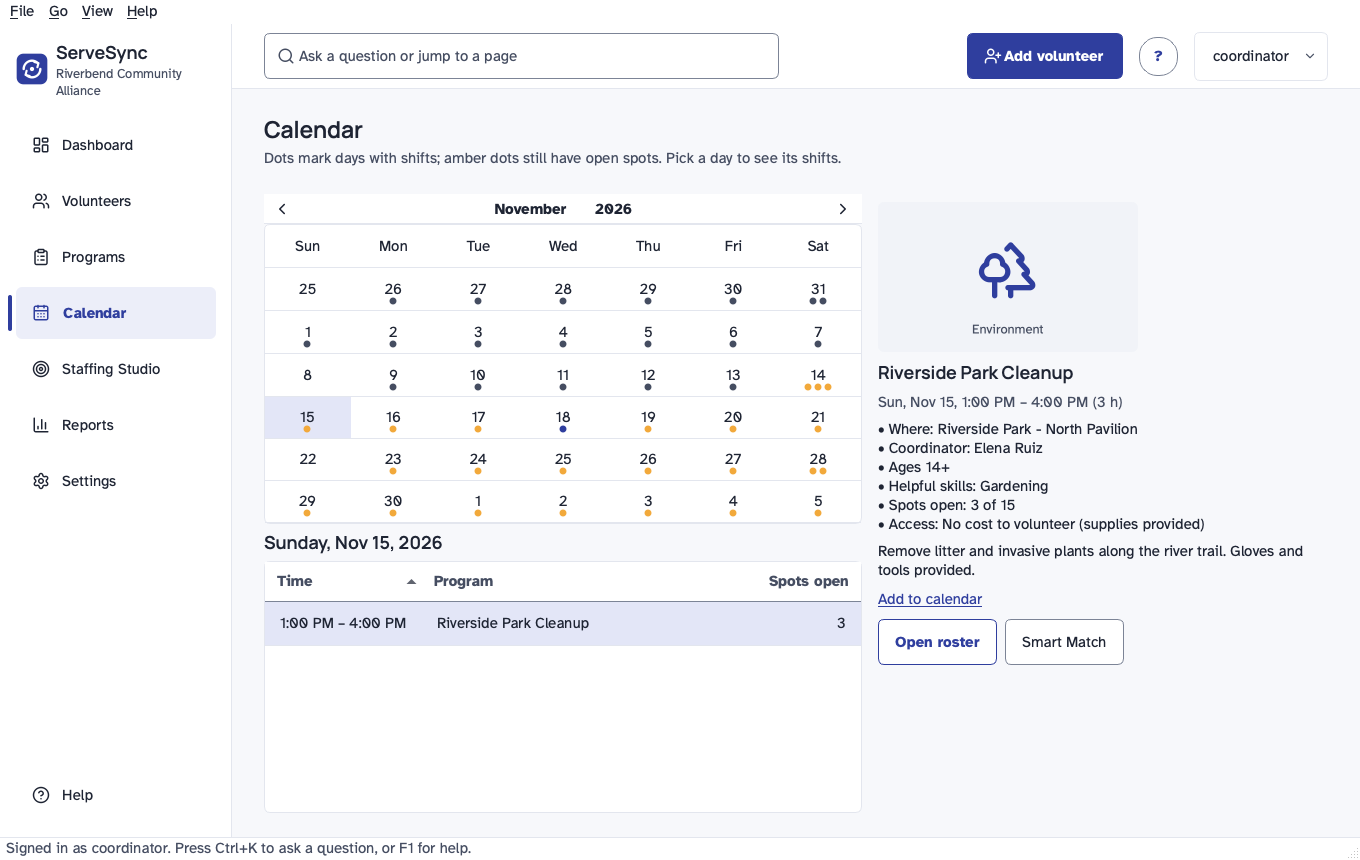 File Go View Help
ServeSync
Riverbend Community
Alliance
Ask a question or jump to a page
Add volunteer
?
coordinator
Dashboard
Volunteers
Programs
Calendar
Staffing Studio
Reports
Settings
Help
Calendar
Dots mark days with shifts; amber dots still have open spots. Pick a day to see its shifts.
November 2026
Sun Mon Tue Wed Thu Fri Sat
25 26 27 28 29 30 31
1 2 3 4 5 6 7
8 9 10 11 12 13 14
15 16 17 18 19 20 21
22 23 24 25 26 27 28
29 30 1 2 3 4 5
Sunday, Nov 15, 2026
Time Program Spots open
1:00 PM – 4:00 PM Riverside Park Cleanup 3
Environment
Riverside Park Cleanup
Sun, Nov 15, 1:00 PM – 4:00 PM (3 h)
• Where: Riverside Park - North Pavilion
• Coordinator: Elena Ruiz
• Ages 14+
• Helpful skills: Gardening
• Spots open: 3 of 15
• Access: No cost to volunteer (supplies provided)
Remove litter and invasive plants along the river trail. Gloves and
tools provided.
Add to calendar
Open roster Smart Match
Signed in as coordinator. Press Ctrl+K to ask a question, or F1 for help.